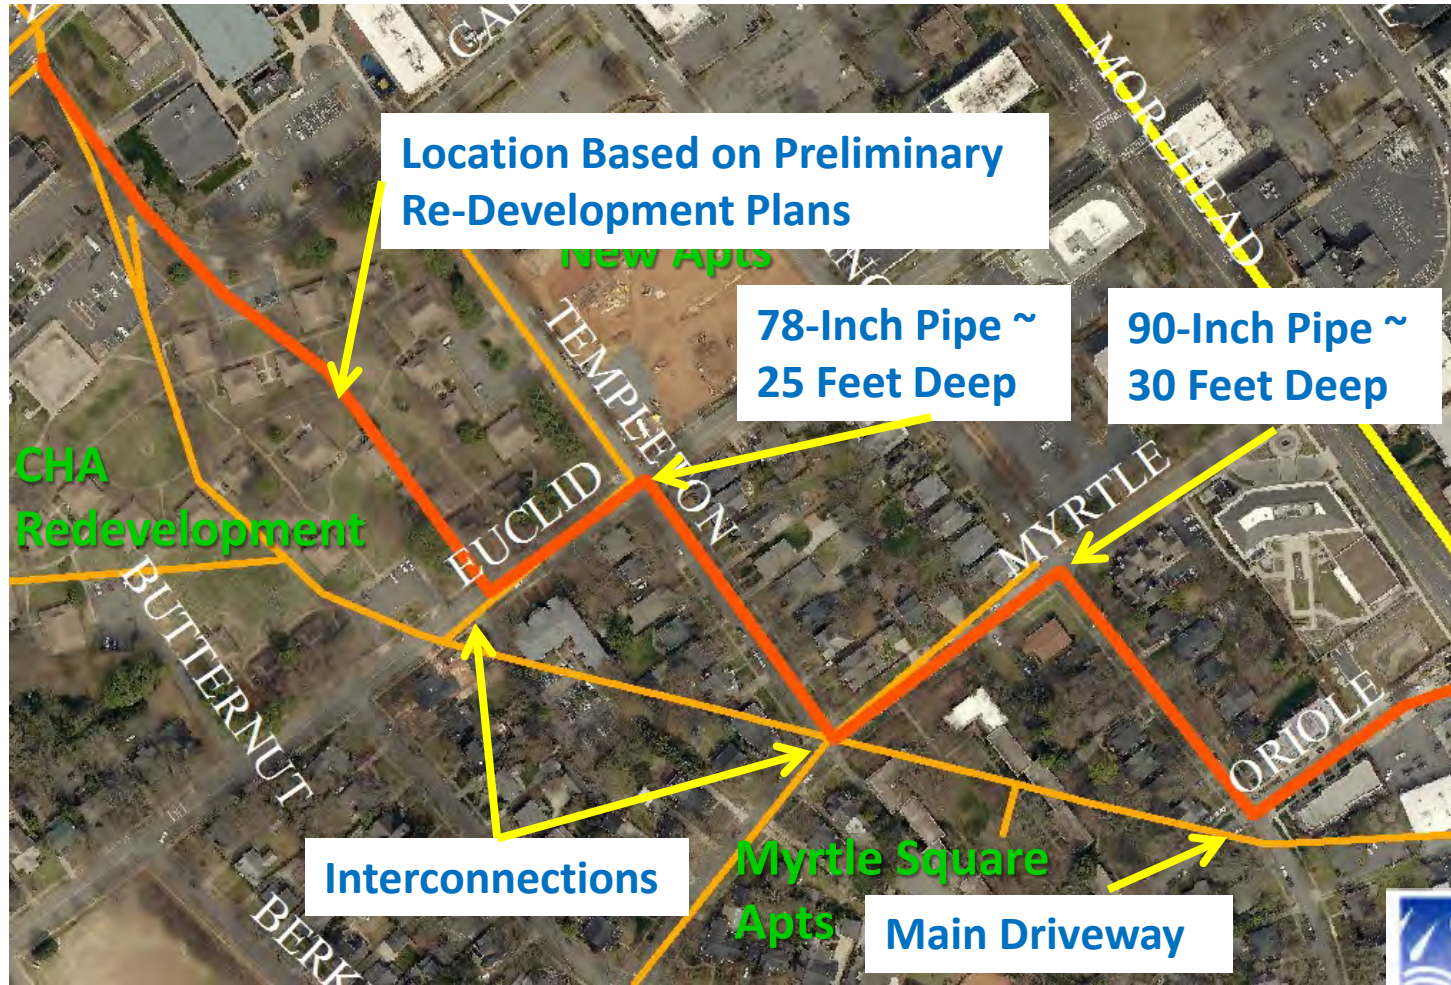 MOREHEAD
Location Based on Preliminary
Re-Development Plans
New Apts
78-Inch Pipe ~
25 Feet Deep
90-Inch Pipe ~
30 Feet Deep
TEMPLETON
MYRTLE
EUCLID
CHA
Redevelopment
BUTTERNUT
ORIOLE
Interconnections
Myrtle Square
Apts
Main Driveway
BERK